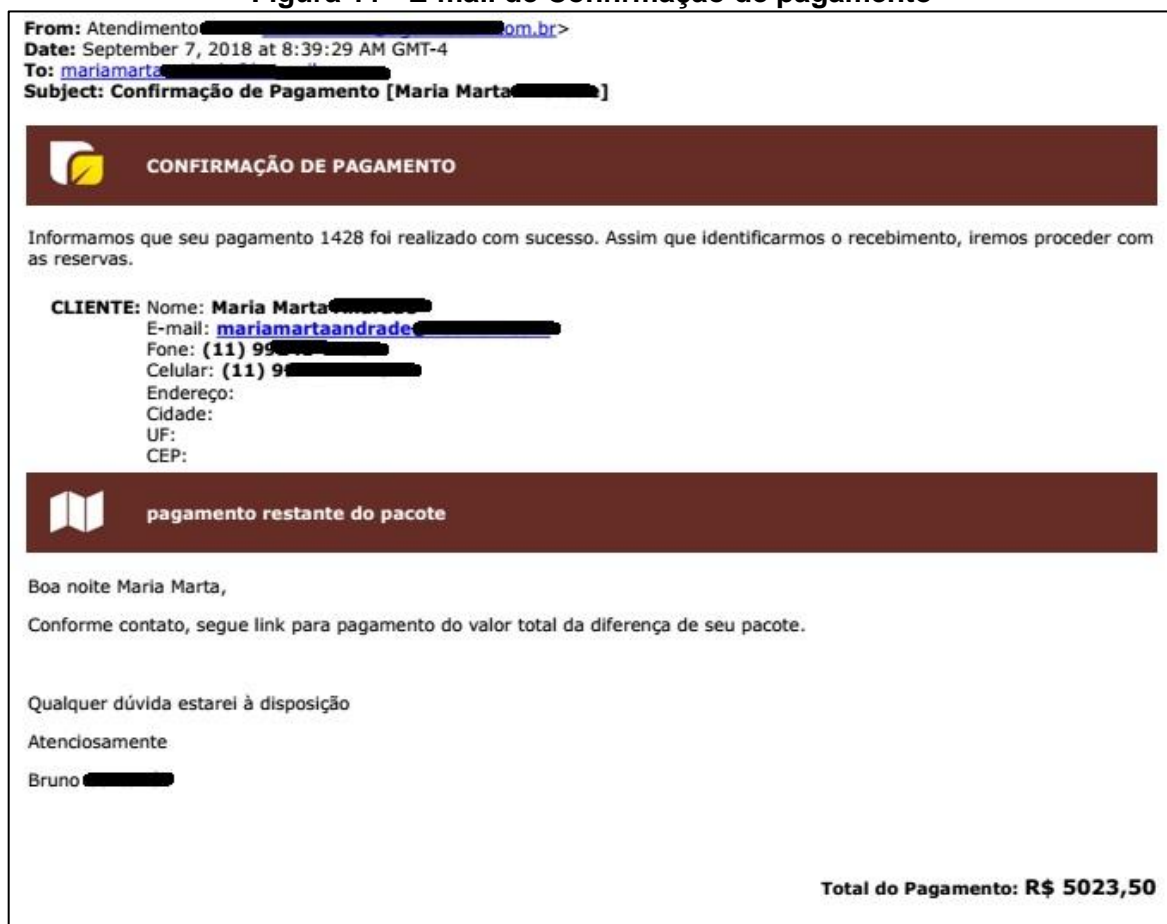 E-mail de Confirmação de pagamento
From: Atendimento om.br>
Date: September 7, 2018 at 8:39:29 AM GMT-4
To: mariamarta
Subject: Confirmação de Pagamento [Maria Marta ]
CONFIRMAÇÃO DE PAGAMENTO
Informamos que seu pagamento 1428 foi realizado com sucesso. Assim que identificarmos o recebimento, iremos proceder com
as reservas.
CLIENTE: Nome: Maria Marta
E-mail: mariamartaandrade
Fone: (11) 99
Celular: (11) 9
Endereço:
Cidade:
UF:
CEP:
pagamento restante do pacote
Boa noite Maria Marta,
Conforme contato, segue link para pagamento do valor total da diferença de seu pacote.
Qualquer dúvida estarei à disposição
Atenciosamente
Bruno
Total do Pagamento: R$ 5023,50